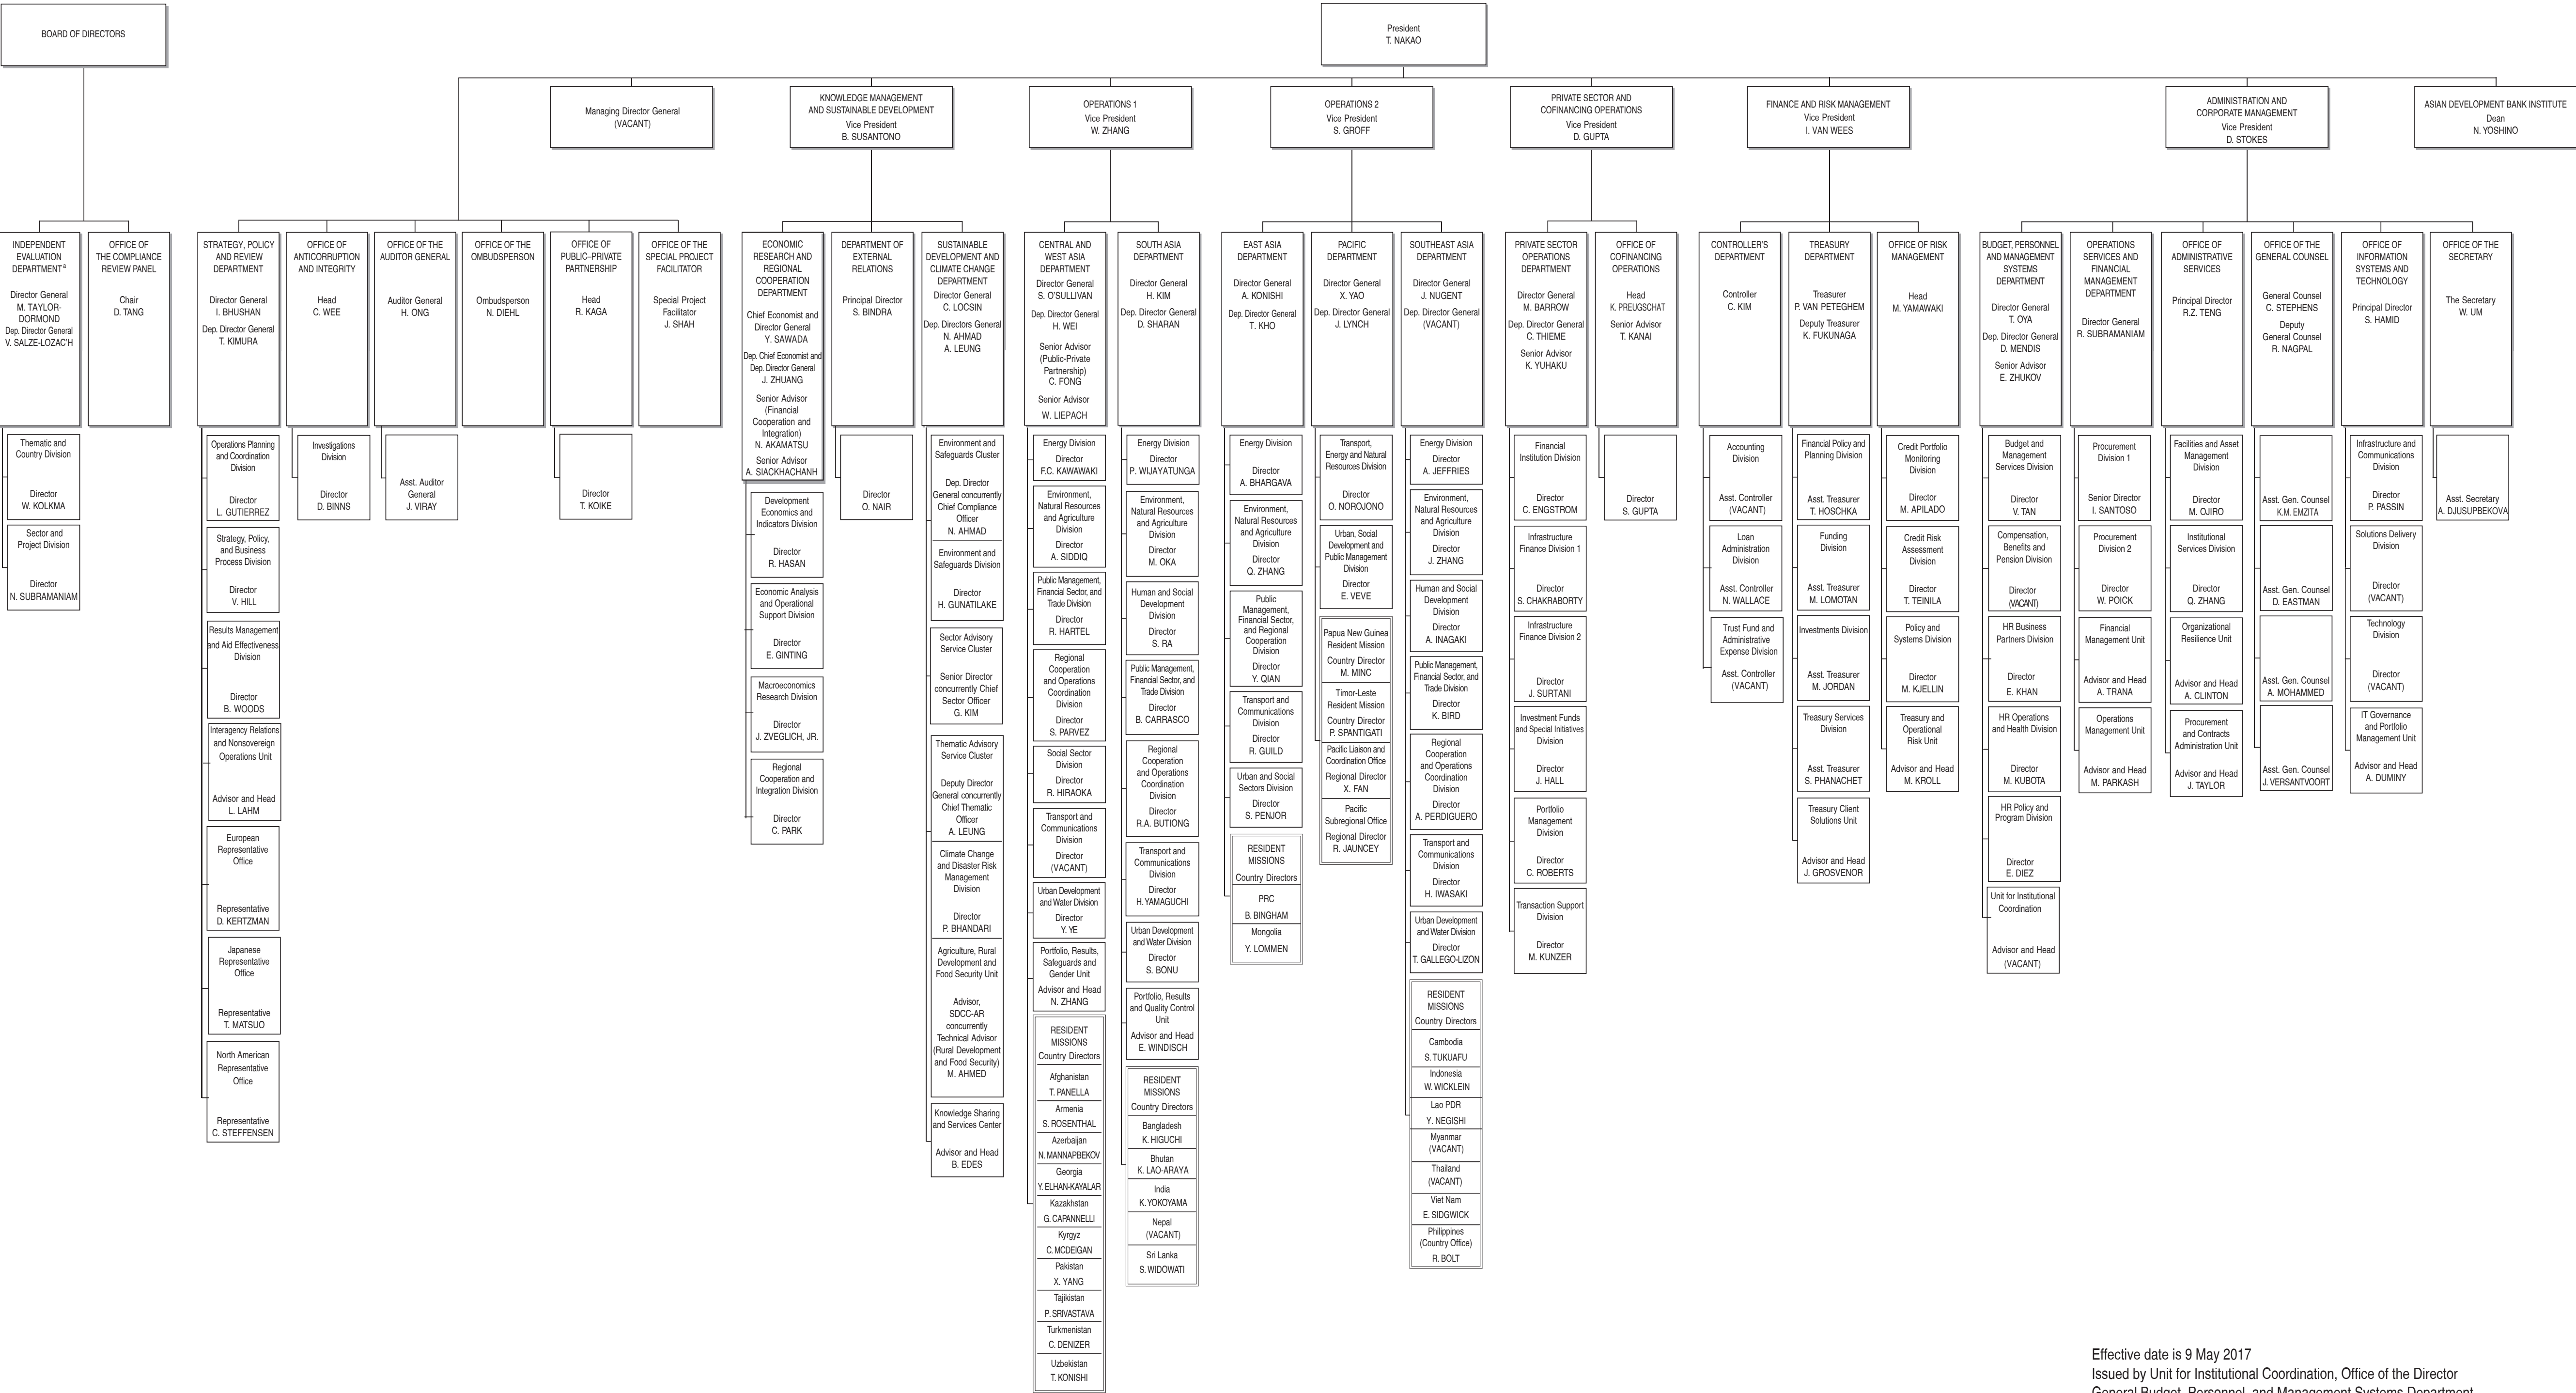 BOARD OF DIRECTORS
President
T. NAKAO
Managing Director General
(VACANT)
KNOWLEDGE MANAGEMENT
AND SUSTAINABLE DEVELOPMENT
Vice President
B. SUSANTONO
OPERATIONS 1
Vice President
W. ZHANG
OPERATIONS 2
Vice President
S. GROFF
PRIVATE SECTOR AND
COFINANCING OPERATIONS
Vice President
D. GUPTA
FINANCE AND RISK MANAGEMENT
Vice President
I. VAN WEES
ADMINISTRATION AND
CORPORATE MANAGEMENT
Vice President
D. STOKES
ASIAN DEVELOPMENT BANK INSTITUTE
Dean
N. YOSHINO
INDEPENDENT
EVALUATION
DEPARTMENT a
Director General
M. TAYLOR-
DORMOND
Dep. Director General
V. SALZE-LOZAC'H
Thematic and
Country Division
Director
W. KOLKMA
Sector and
Project Division
Director
N. SUBRAMANIAM
OFFICE OF
THE COMPLIANCE
REVIEW PANEL
Chair
D. TANG
STRATEGY, POLICY
AND REVIEW
DEPARTMENT
Director General
I. BHUSHAN
Dep. Director General
T. KIMURA
Operations Planning
and Coordination
Division
Director
L. GUTIERREZ
Strategy, Policy,
and Business
Process Division
Director
V. HILL
Results Management
and Aid Effectiveness
Division
Director
B. WOODS
Interagency Relations
and Nonsovereign
Operations Unit
Advisor and Head
L. LAHM
European
Representative
Office
Representative
D. KERTZMAN
Japanese
Representative
Office
Representative
T. MATSUO
North American
Representative
Office
Representative
C. STEFFENSEN
OFFICE OF
ANTICORRUPTION
AND INTEGRITY
Head
C. WEE
Investigations
Division
Director
D. BINNS
OFFICE OF THE
AUDITOR GENERAL
Auditor General
H. ONG
Asst. Auditor
General
J. VIRAY
OFFICE OF THE
OMBUDSPERSON
Ombudsperson
N. DIEHL
OFFICE OF
PUBLIC–PRIVATE
PARTNERSHIP
Head
R. KAGA
Director
T. KOIKE
OFFICE OF THE
SPECIAL PROJECT
FACILITATOR
Special Project
Facilitator
J. SHAH
ECONOMIC
RESEARCH AND
REGIONAL
COOPERATION
DEPARTMENT
Chief Economist and
Director General
Y. SAWADA
Dep. Chief Economist and
Dep. Director General
J. ZHUANG
Senior Advisor
(Financial
Cooperation and
Integration)
N. AKAMATSU
Senior Advisor
A. SIACKHACHANH
Development
Economics and
Indicators Division
Director
R. HASAN
Economic Analysis
and Operational
Support Division
Director
E. GINTING
Macroeconomics
Research Division
Director
J. ZVEGLICH, JR.
Regional
Cooperation and
Integration Division
Director
C. PARK
DEPARTMENT OF
EXTERNAL
RELATIONS
Principal Director
S. BINDRA
Director
O. NAIR
SUSTAINABLE
DEVELOPMENT AND
CLIMATE CHANGE
DEPARTMENT
Director General
C. LOCSIN
Dep. Directors General
N. AHMAD
A. LEUNG
Environment and
Safeguards Cluster
Dep. Director
General concurrently
Chief Compliance
Officer
N. AHMAD
Environment and
Safeguards Division
Director
H. GUNATILAKE
Sector Advisory
Service Cluster
Senior Director
concurrently Chief
Sector Officer
G. KIM
Thematic Advisory
Service Cluster
Deputy Director
General concurrently
Chief Thematic
Officer
A. LEUNG
Climate Change
and Disaster Risk
Management
Division
Director
P. BHANDARI
Agriculture, Rural
Development and
Food Security Unit
Advisor,
SDCC-AR
concurrently
Technical Advisor
(Rural Development
and Food Security)
M. AHMED
Knowledge Sharing
and Services Center
Advisor and Head
B. EDES
CENTRAL AND
WEST ASIA
DEPARTMENT
Director General
S. O'SULLIVAN
Dep. Director General
H. WEI
Senior Advisor
(Public-Private
Partnership)
C. FONG
Senior Advisor
W. LIEPACH
Energy Division
Director
F.C. KAWAWAKI
Environment,
Natural Resources
and Agriculture
Division
Director
A. SIDDIQ
Public Management,
Financial Sector, and
Trade Division
Director
R. HARTEL
Regional
Cooperation
and Operations
Coordination
Division
Director
S. PARVEZ
Social Sector
Division
Director
R. HIRAOKA
Transport and
Communications
Division
Director
(VACANT)
Urban Development
and Water Division
Director
Y. YE
Portfolio, Results,
Safeguards and
Gender Unit
Advisor and Head
N. ZHANG
RESIDENT
MISSIONS
Country Directors
Afghanistan
T. PANELLA
Armenia
S. ROSENTHAL
Azerbaijan
N. MANNAPBEKOV
Georgia
Y. ELHAN-KAYALAR
Kazakhstan
G. CAPANNELLI
Kyrgyz
C. MCDEIGAN
Pakistan
X. YANG
Tajikistan
P. SRIVASTAVA
Turkmenistan
C. DENIZER
Uzbekistan
T. KONISHI
SOUTH ASIA
DEPARTMENT
Director General
H. KIM
Dep. Director General
D. SHARAN
Energy Division
Director
P. WIJAYATUNGA
Environment,
Natural Resources
and Agriculture
Division
Director
M. OKA
Human and Social
Development
Division
Director
S. RA
Public Management,
Financial Sector, and
Trade Division
Director
B. CARRASCO
Regional
Cooperation
and Operations
Coordination
Division
Director
R.A. BUTIONG
Transport and
Communications
Division
Director
H. YAMAGUCHI
Urban Development
and Water Division
Director
S. BONU
Portfolio, Results
and Quality Control
Unit
Advisor and Head
E. WINDISCH
RESIDENT
MISSIONS
Country Directors
Bangladesh
K. HIGUCHI
Bhutan
K. LAO-ARAYA
India
K. YOKOYAMA
Nepal
(VACANT)
Sri Lanka
S. WIDOWATI
EAST ASIA
DEPARTMENT
Director General
A. KONISHI
Dep. Director General
T. KHO
Energy Division
Director
A. BHARGAVA
Environment,
Natural Resources
and Agriculture
Division
Director
Q. ZHANG
Public
Management,
Financial Sector,
and Regional
Cooperation
Division
Director
Y. QIAN
Transport and
Communications
Division
Director
R. GUILD
Urban and Social
Sectors Division
Director
S. PENJOR
RESIDENT
MISSIONS
Country Directors
PRC
B. BINGHAM
Mongolia
Y. LOMMEN
PACIFIC
DEPARTMENT
Director General
X. YAO
Dep. Director General
J. LYNCH
Transport,
Energy and Natural
Resources Division
Director
O. NOROJONO
Urban, Social
Development and
Public Management
Division
Director
E. VEVE
Papua New Guinea
Resident Mission
Country Director
M. MINC
Timor-Leste
Resident Mission
Country Director
P. SPANTIGATI
Pacific Liaison and
Coordination Office
Regional Director
X. FAN
Pacific
Subregional Office
Regional Director
R. JAUNCEY
SOUTHEAST ASIA
DEPARTMENT
Director General
J. NUGENT
Dep. Director General
(VACANT)
Energy Division
Director
A. JEFFRIES
Environment,
Natural Resources
and Agriculture
Division
Director
J. ZHANG
Human and Social
Development
Division
Director
A. INAGAKI
Public Management,
Financial Sector, and
Trade Division
Director
K. BIRD
Regional
Cooperation
and Operations
Coordination
Division
Director
A. PERDIGUERO
Transport and
Communications
Division
Director
H. IWASAKI
Urban Development
and Water Division
Director
T. GALLEGO-LIZON
RESIDENT
MISSIONS
Country Directors
Cambodia
S. TUKUAFU
Indonesia
W. WICKLEIN
Lao PDR
Y. NEGISHI
Myanmar
(VACANT)
Thailand
(VACANT)
Viet Nam
E. SIDGWICK
Philippines
(Country Office)
R. BOLT
PRIVATE SECTOR
OPERATIONS
DEPARTMENT
Director General
M. BARROW
Dep. Director General
C. THIEME
Senior Advisor
K. YUHAKU
Financial
Institution Division
Director
C. ENGSTROM
Infrastructure
Finance Division 1
Director
S. CHAKRABORTY
Infrastructure
Finance Division 2
Director
J. SURTANI
Investment Funds
and Special Initiatives
Division
Director
J. HALL
Portfolio
Management
Division
Director
C. ROBERTS
Transaction Support
Division
Director
M. KUNZER
OFFICE OF
COFINANCING
OPERATIONS
Head
K. PREUGSCHAT
Senior Advisor
T. KANAI
Director
S. GUPTA
CONTROLLER'S
DEPARTMENT
Controller
C. KIM
Accounting
Division
Asst. Controller
(VACANT)
Loan
Administration
Division
Asst. Controller
N. WALLACE
Trust Fund and
Administrative
Expense Division
Asst. Controller
(VACANT)
TREASURY
DEPARTMENT
Treasurer
P. VAN PETEGHEM
Deputy Treasurer
K. FUKUNAGA
Financial Policy and
Planning Division
Asst. Treasurer
T. HOSCHKA
Funding
Division
Asst. Treasurer
M. LOMOTAN
Investments Division
Asst. Treasurer
M. JORDAN
Treasury Services
Division
Asst. Treasurer
S. PHANACHET
Treasury Client
Solutions Unit
Advisor and Head
J. GROSVENOR
OFFICE OF RISK
MANAGEMENT
Head
M. YAMAWAKI
Credit Portfolio
Monitoring
Division
Director
M. APILADO
Credit Risk
Assessment
Division
Director
T. TEINILA
Policy and
Systems Division
Director
M. KJELLIN
Treasury and
Operational
Risk Unit
Advisor and Head
M. KROLL
BUDGET, PERSONNEL
AND MANAGEMENT
SYSTEMS
DEPARTMENT
Director General
T. OYA
Dep. Director General
D. MENDIS
Senior Advisor
E. ZHUKOV
Budget and
Management
Services Division
Director
V. TAN
Compensation,
Benefits and
Pension Division
Director
(VACANT)
HR Business
Partners Division
Director
E. KHAN
HR Operations
and Health Division
Director
M. KUBOTA
HR Policy and
Program Division
Director
E. DIEZ
Unit for Institutional
Coordination
Advisor and Head
(VACANT)
OPERATIONS
SERVICES AND
FINANCIAL
MANAGEMENT
DEPARTMENT
Director General
R. SUBRAMANIAM
Procurement
Division 1
Senior Director
I. SANTOSO
Procurement
Division 2
Director
W. POICK
Financial
Management Unit
Advisor and Head
A. TRANA
Operations
Management Unit
Advisor and Head
M. PARKASH
OFFICE OF
ADMINISTRATIVE
SERVICES
Principal Director
R.Z. TENG
Facilities and Asset
Management
Division
Director
M. OJIRO
Institutional
Services Division
Director
Q. ZHANG
Organizational
Resilience Unit
Advisor and Head
A. CLINTON
Procurement
and Contracts
Administration Unit
Advisor and Head
J. TAYLOR
OFFICE OF THE
GENERAL COUNSEL
General Counsel
C. STEPHENS
Deputy
General Counsel
R. NAGPAL
Asst. Gen. Counsel
K.M. EMZITA
Asst. Gen. Counsel
D. EASTMAN
Asst. Gen. Counsel
A. MOHAMMED
Asst. Gen. Counsel
J. VERSANTVOORT
OFFICE OF
INFORMATION
SYSTEMS AND
TECHNOLOGY
Principal Director
S. HAMID
Infrastructure and
Communications
Division
Director
P. PASSIN
Solutions Delivery
Division
Director
(VACANT)
Technology
Division
Director
(VACANT)
IT Governance
and Portfolio
Management Unit
Advisor and Head
A. DUMINY
OFFICE OF THE
SECRETARY
The Secretary
W. UM
Asst. Secretary
A. DJUSUPBEKOVA
Effective date is 9 May 2017
Issued by Unit for Institutional Coordination, Office of the Director
General Budget, Personnel, and Management Systems Department